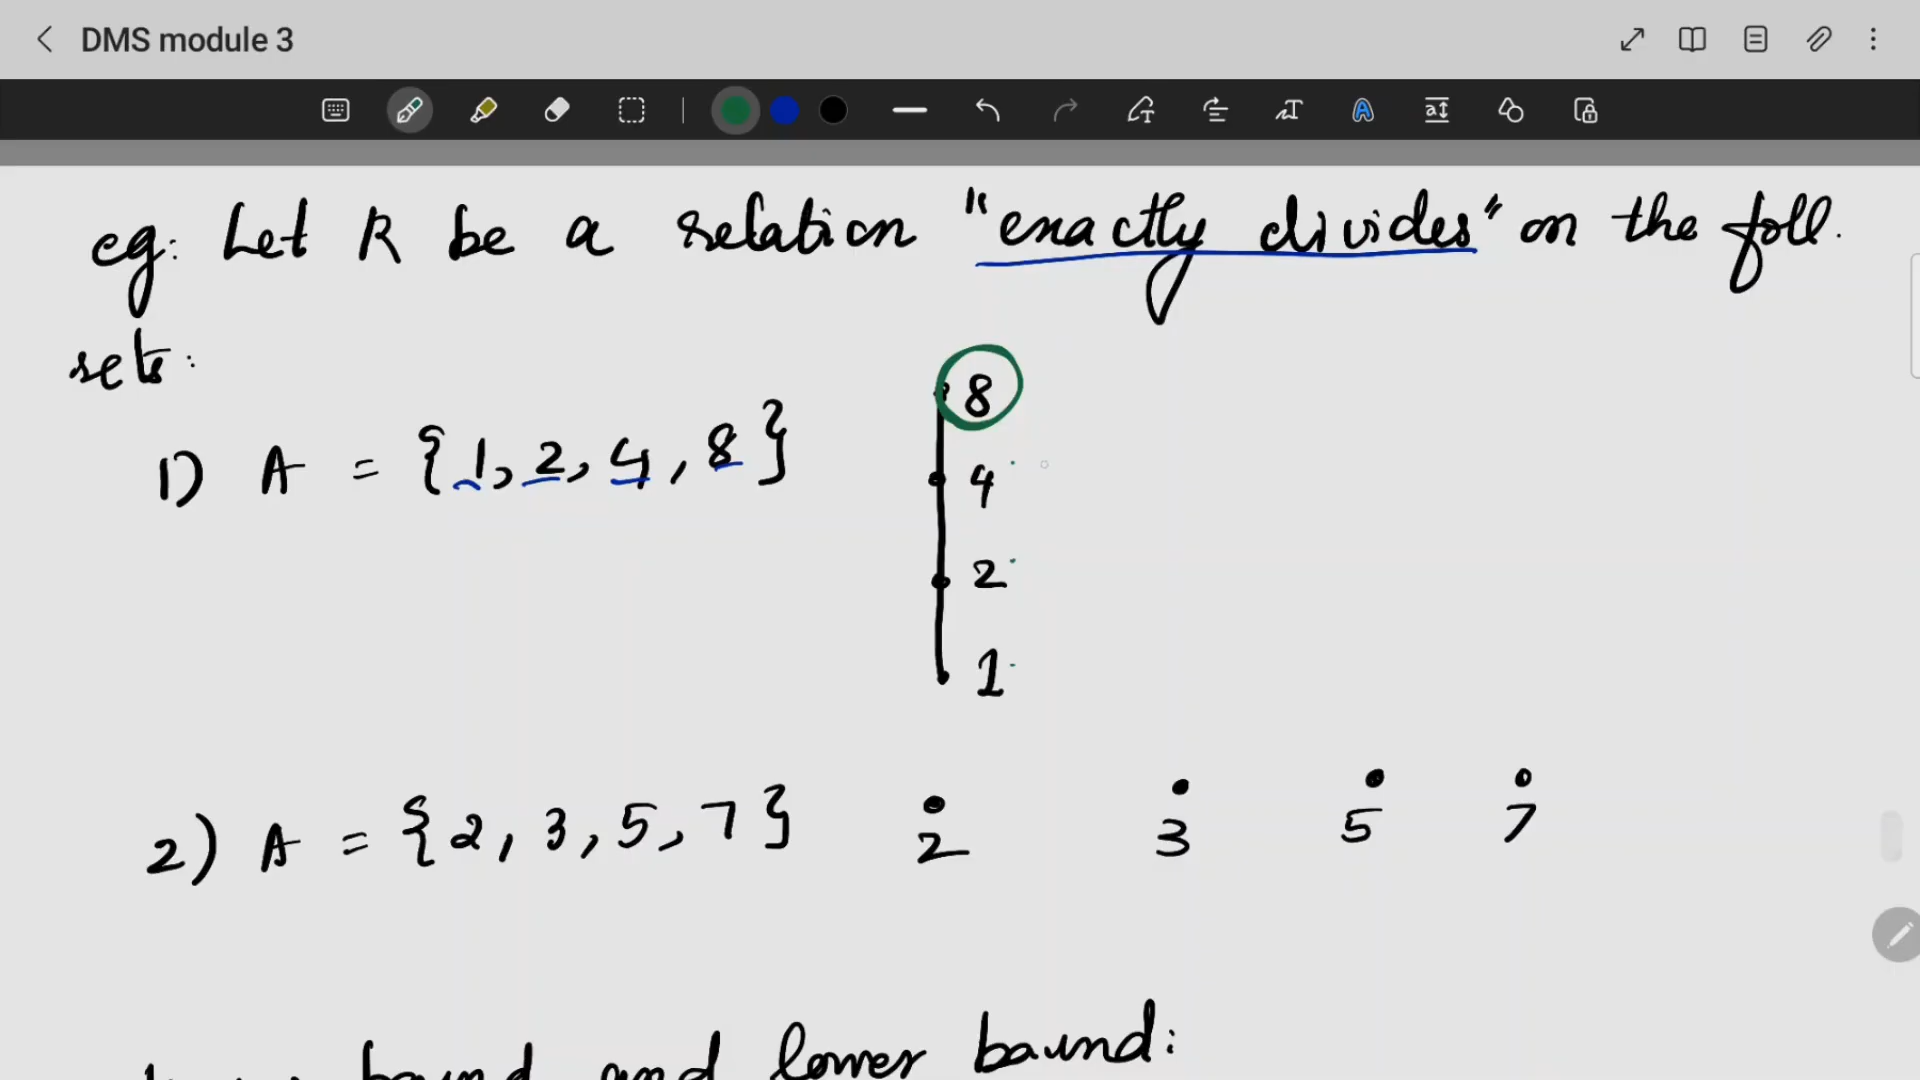 DMS module 3
eg: Let R be a relation "exactly divides" on the foll.
sets:
8
1) A = {1, 2, 4, 8}
4
2
1
2) A = {2, 3, 5, 7}
2 3 5 7
bound and lower bound: